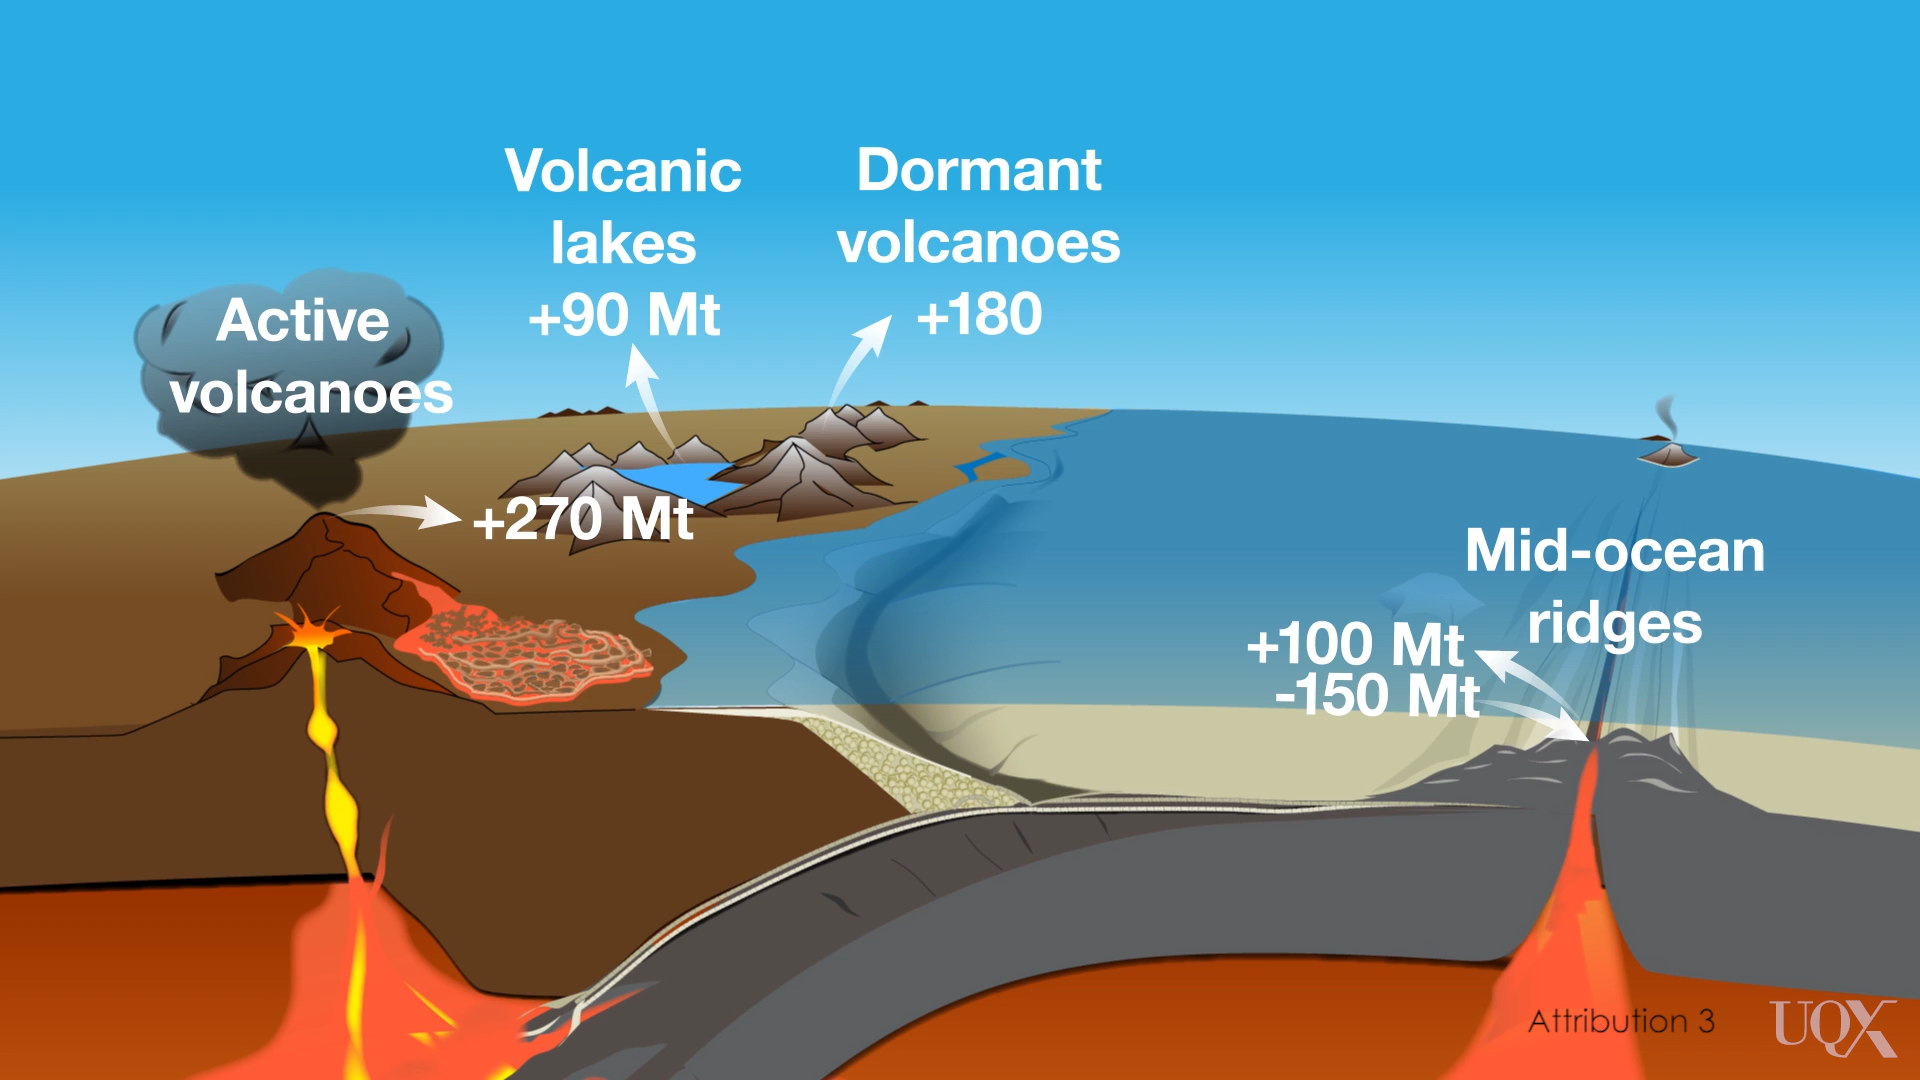 Volcanic
lakes
+90 Mt
Dormant
volcanoes
+180
Active
volcanoes
+270 Mt
Mid-ocean
ridges
+100 Mt
-150 Mt
Attribution 3
UQX